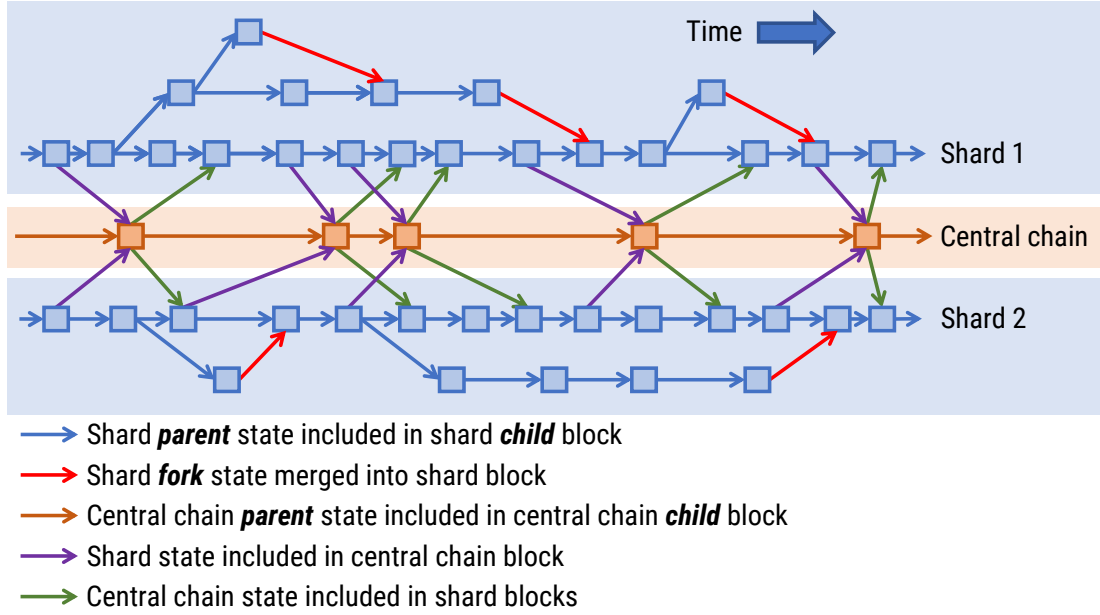 Time
Shard 1
Central chain
Shard 2
Shard parent state included in shard child block
Shard fork state merged into shard block
Central chain parent state included in central chain child block
Shard state included in central chain block
Central chain state included in shard blocks